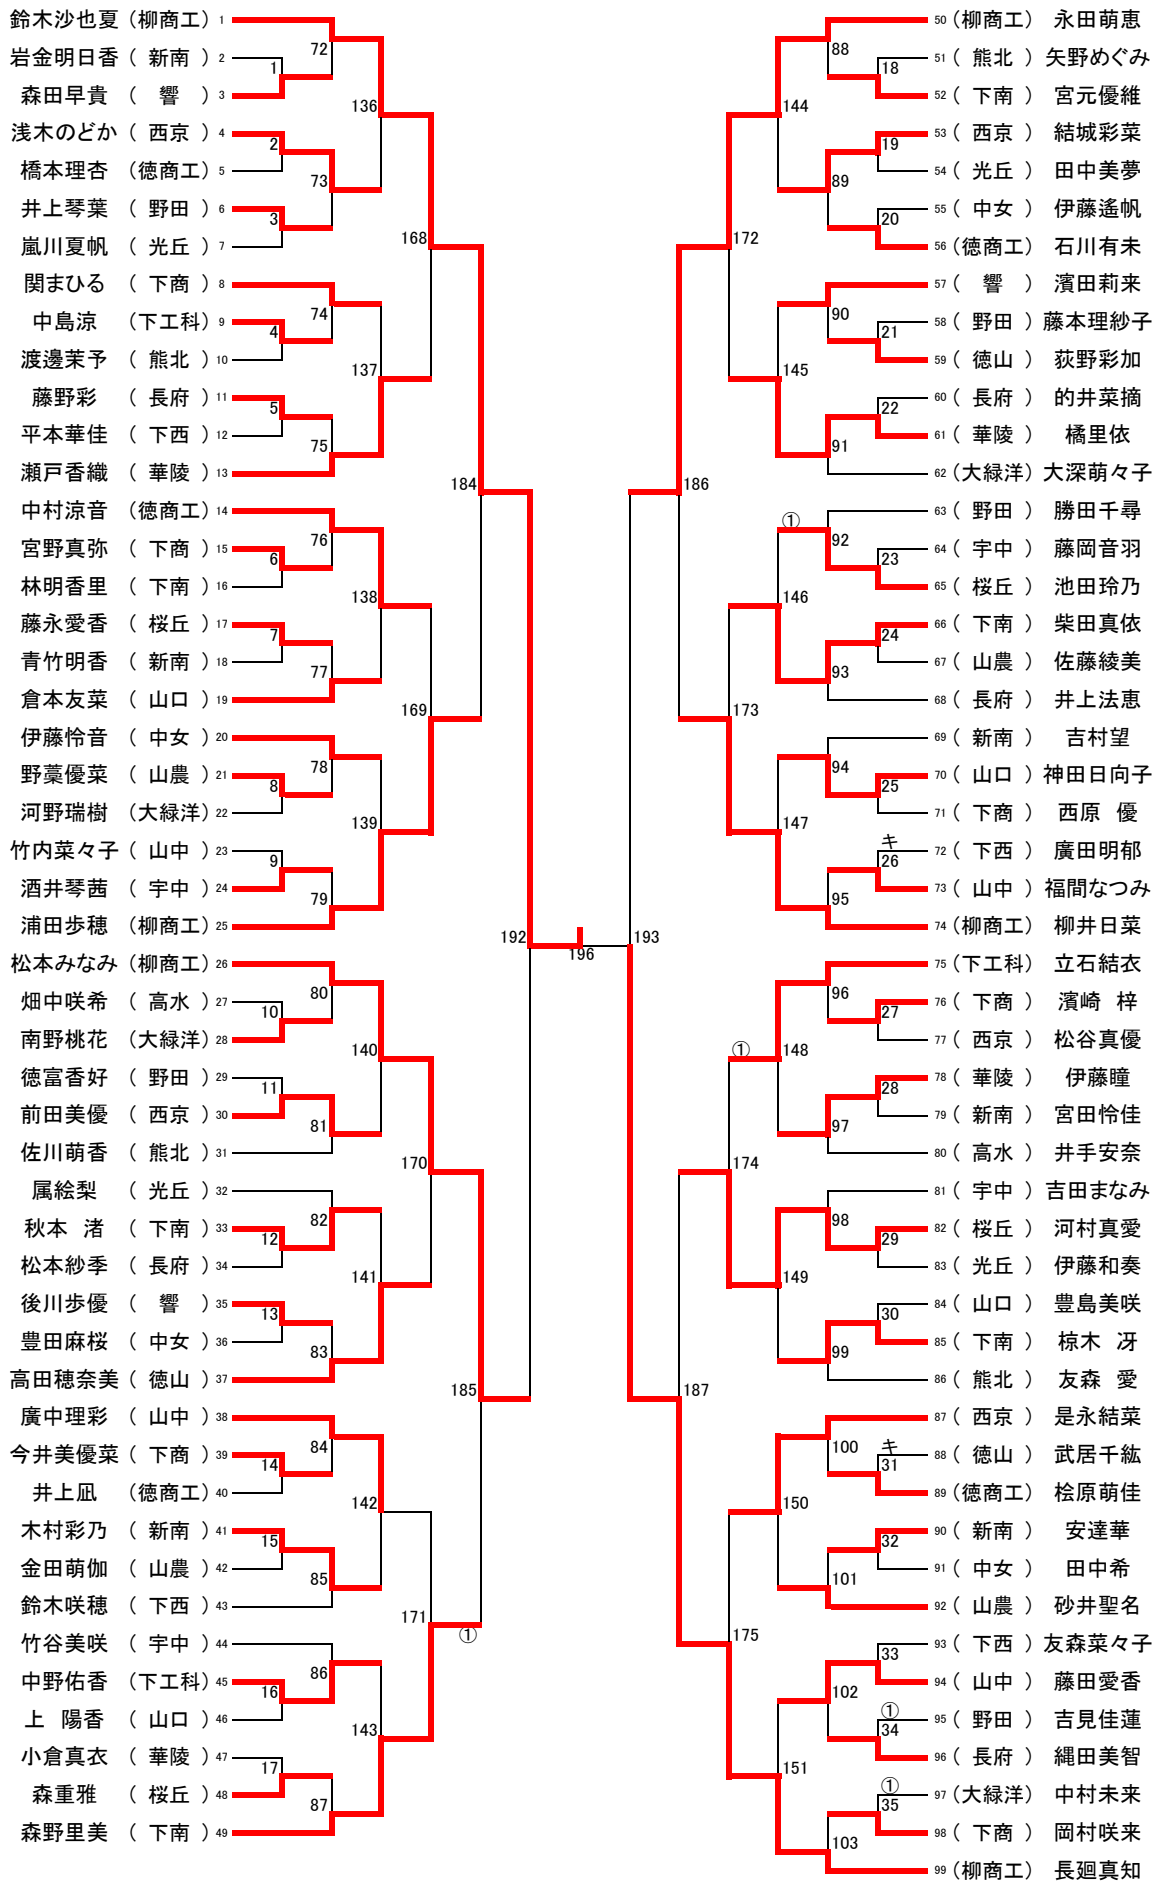 鈴木沙也夏 (柳商工) 1
岩金明日香 ( 新南 ) 2
森田早貴 ( 響 ) 3
浅木のどか ( 西京 ) 4
橋本理杏 (徳商工) 5
井上琴葉 ( 野田 ) 6
嵐川夏帆 ( 光丘 ) 7
関まひる ( 下商 ) 8
中島涼 (下工科) 9
渡邊茉予 ( 熊北 ) 10
藤野彩 ( 長府 ) 11
平本華佳 ( 下西 ) 12
瀬戸香織 ( 華陵 ) 13
中村涼音 (徳商工) 14
宮野真弥 ( 下商 ) 15
林明香里 ( 下南 ) 16
藤永愛香 ( 桜丘 ) 17
青竹明香 ( 新南 ) 18
倉本友菜 ( 山口 ) 19
伊藤怜音 ( 中女 ) 20
野藁優菜 ( 山農 ) 21
河野瑞樹 (大緑洋) 22
竹内菜々子 ( 山中 ) 23
酒井琴茜 ( 宇中 ) 24
浦田歩穂 (柳商工) 25
松本みなみ (柳商工) 26
畑中咲希 ( 高水 ) 27
南野桃花 (大緑洋) 28
徳富香好 ( 野田 ) 29
前田美優 ( 西京 ) 30
佐川萌香 ( 熊北 ) 31
属絵梨 ( 光丘 ) 32
秋本 渚 ( 下南 ) 33
松本紗季 ( 長府 ) 34
後川歩優 ( 響 ) 35
豊田麻桜 ( 中女 ) 36
高田穂奈美 ( 徳山 ) 37
廣中理彩 ( 山中 ) 38
今井美優菜 ( 下商 ) 39
井上凪 (徳商工) 40
木村彩乃 ( 新南 ) 41
金田萌伽 ( 山農 ) 42
鈴木咲穂 ( 下西 ) 43
竹谷美咲 ( 宇中 ) 44
中野佑香 (下工科) 45
上 陽香 ( 山口 ) 46
小倉真衣 ( 華陵 ) 47
森重雅 ( 桜丘 ) 48
森野里美 ( 下南 ) 49
1
2
3
4
5
6
7
8
9
10
11
12
13
14
15
16
17
72
73
74
75
76
77
78
79
80
81
82
83
84
85
86
87
136
137
138
139
140
141
142
143
168
169
170
171
①
184
185
192
196
193
186
187
172
173
174
①
175
144
145
①
146
147
148
149
150
151
88
89
90
91
92
93
94
95
96
97
98
99
100
101
102
103
18
19
20
21
22
23
24
25
キ
26
27
28
29
30
キ
31
32
33
①
34
①
35
50 (柳商工) 永田萌恵
51 ( 熊北 ) 矢野めぐみ
52 ( 下南 ) 宮元優維
53 ( 西京 ) 結城彩菜
54 ( 光丘 ) 田中美夢
55 ( 中女 ) 伊藤遙帆
56 (徳商工) 石川有未
57 ( 響 ) 濱田莉来
58 ( 野田 ) 藤本理紗子
59 ( 徳山 ) 荻野彩加
60 ( 長府 ) 的井菜摘
61 ( 華陵 ) 橘里依
62 (大緑洋) 大深萌々子
63 ( 野田 ) 勝田千尋
64 ( 宇中 ) 藤岡音羽
65 ( 桜丘 ) 池田玲乃
66 ( 下南 ) 柴田真依
67 ( 山農 ) 佐藤綾美
68 ( 長府 ) 井上法恵
69 ( 新南 ) 吉村望
70 ( 山口 ) 神田日向子
71 ( 下商 ) 西原 優
72 ( 下西 ) 廣田明郁
73 ( 山中 ) 福間なつみ
74 (柳商工) 柳井日菜
75 (下工科) 立石結衣
76 ( 下商 ) 濱崎 梓
77 ( 西京 ) 松谷真優
78 ( 華陵 ) 伊藤瞳
79 ( 新南 ) 宮田怜佳
80 ( 高水 ) 井手安奈
81 ( 宇中 ) 吉田まなみ
82 ( 桜丘 ) 河村真愛
83 ( 光丘 ) 伊藤和奏
84 ( 山口 ) 豊島美咲
85 ( 下南 ) 椋木 冴
86 ( 熊北 ) 友森 愛
87 ( 西京 ) 是永結菜
88 ( 徳山 ) 武居千紘
89 (徳商工) 桧原萌佳
90 ( 新南 ) 安達華
91 ( 中女 ) 田中希
92 ( 山農 ) 砂井聖名
93 ( 下西 ) 友森菜々子
94 ( 山中 ) 藤田愛香
95 ( 野田 ) 吉見佳蓮
96 ( 長府 ) 縄田美智
97 (大緑洋) 中村未来
98 ( 下商 ) 岡村咲来
99 (柳商工) 長廻真知